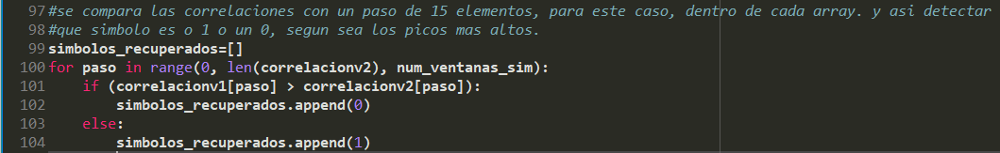 97 #se compara las correlaciones con un paso de 15 elementos, para este caso, dentro de cada array. y asi detectar
98 #que simbolo es o 1 o un 0, segun sea los picos mas altos.
99 simbolos_recuperados=[]
100 for paso in range(0, len(correlacionv2), num_ventanas_sim):
101     if (correlacionv1[paso] > correlacionv2[paso]):
102         simbolos_recuperados.append(0)
103     else:
104         simbolos_recuperados.append(1)